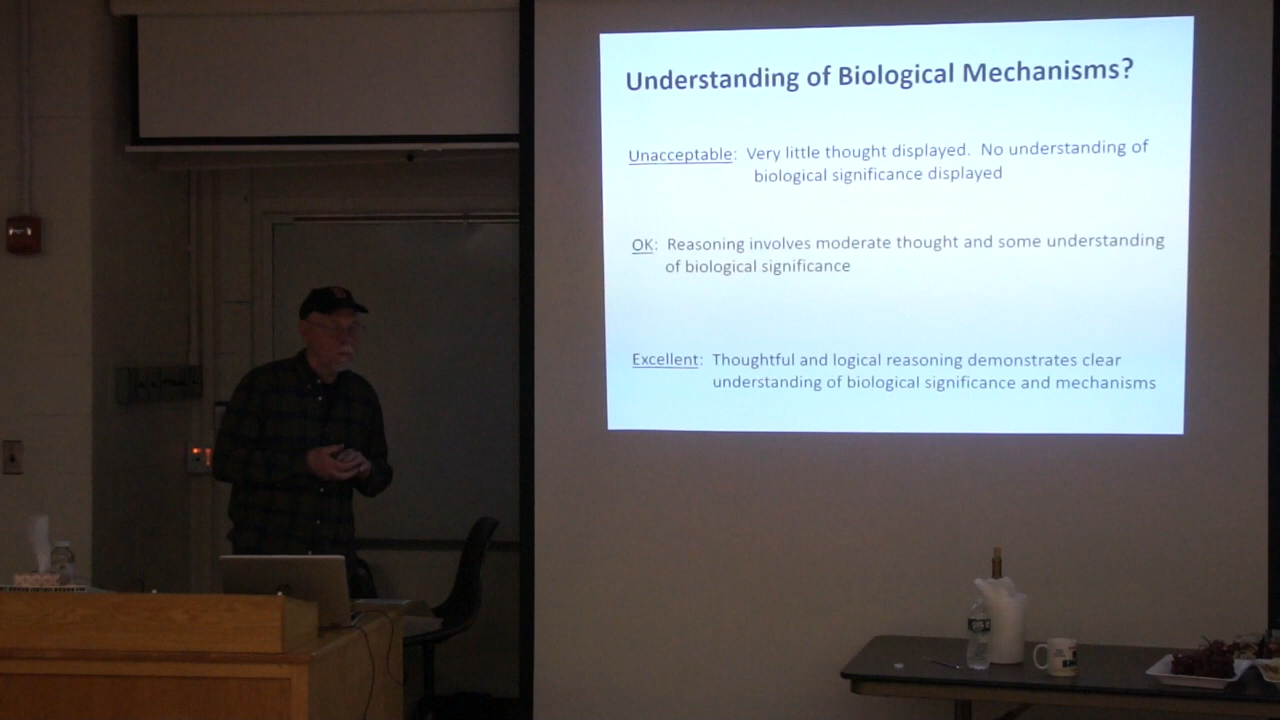 Understanding of Biological Mechanisms?
Unacceptable: Very little thought displayed. No understanding of
biological significance displayed
OK: Reasoning involves moderate thought and some understanding
of biological significance
Excellent: Thoughtful and logical reasoning demonstrates clear
understanding of biological significance and mechanisms